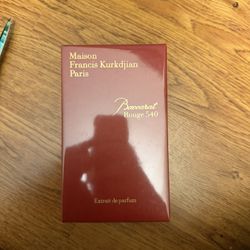 Maison
Francis Kurkdjian
Paris
Baccarat
Rouge 540
Extrait de parfum